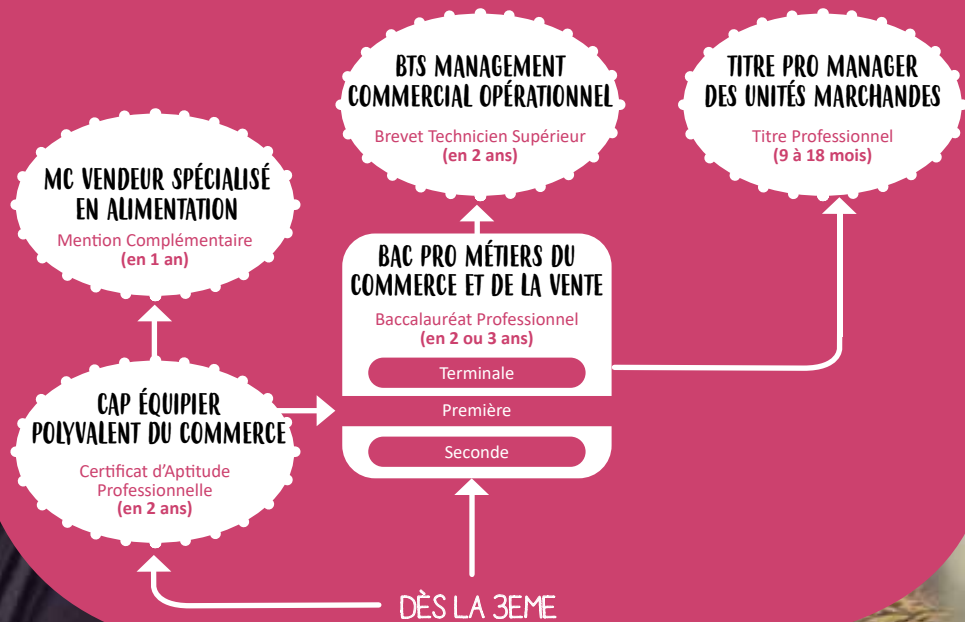 BTS MANAGEMENT
COMMERCIAL OPÉRATIONNEL
Brevet Technicien Supérieur
(en 2 ans)
TITRE PRO MANAGER
DES UNITÉS MARCHANDES
Titre Professionnel
(9 à 18 mois)
MC VENDEUR SPÉCIALISÉ
EN ALIMENTATION
Mention Complémentaire
(en 1 an)
BAC PRO MÉTIERS DU
COMMERCE ET DE LA VENTE
Baccalauréat Professionnel
(en 2 ou 3 ans)
Terminale
Première
Seconde
CAP ÉQUIPIER
POLYVALENT DU COMMERCE
Certificat d'Aptitude
Professionnelle
(en 2 ans)
DÈS LA 3EME